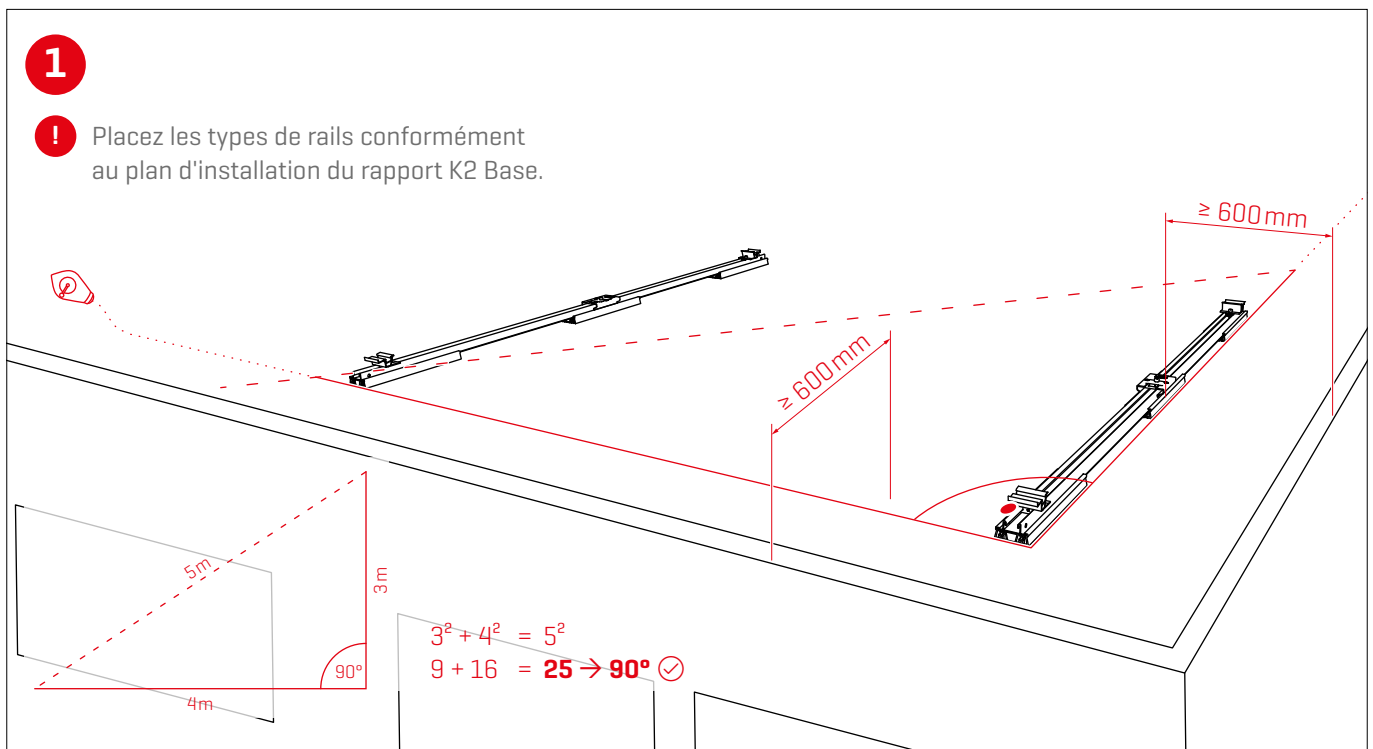 1
! Placez les types de rails conformément
au plan d'installation du rapport K2 Base.
≥ 600 mm
≥ 600 mm
5m
3m
90°
4m
3² + 4² = 5²
9 + 16 = 25 → 90°